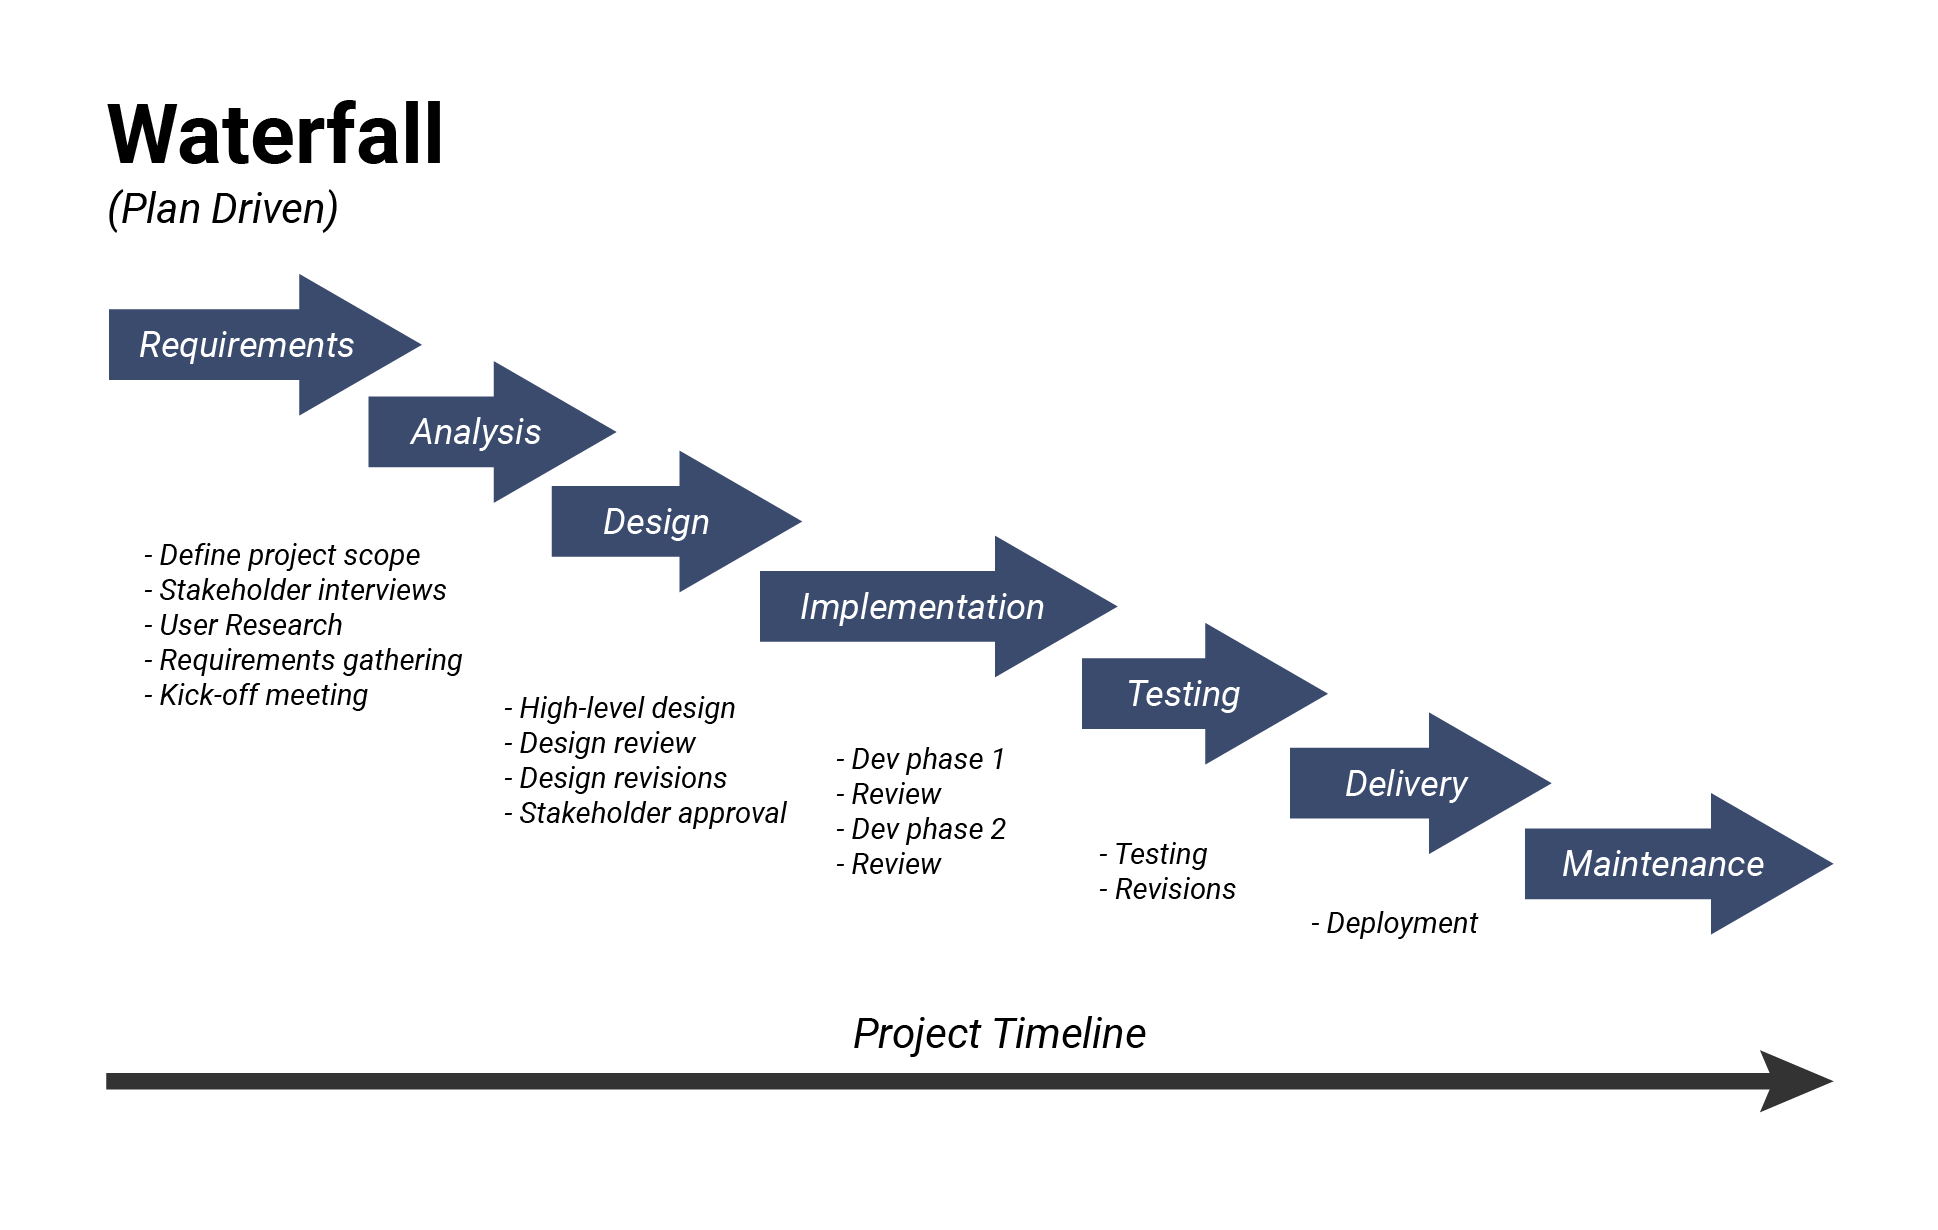 Waterfall
(Plan Driven)
Requirements
Analysis
Design
Implementation
Testing
Delivery
Maintenance
- Define project scope
- Stakeholder interviews
- User Research
- Requirements gathering
- Kick-off meeting
- High-level design
- Design review
- Design revisions
- Stakeholder approval
- Dev phase 1
- Review
- Dev phase 2
- Review
- Testing
- Revisions
- Deployment
Project Timeline